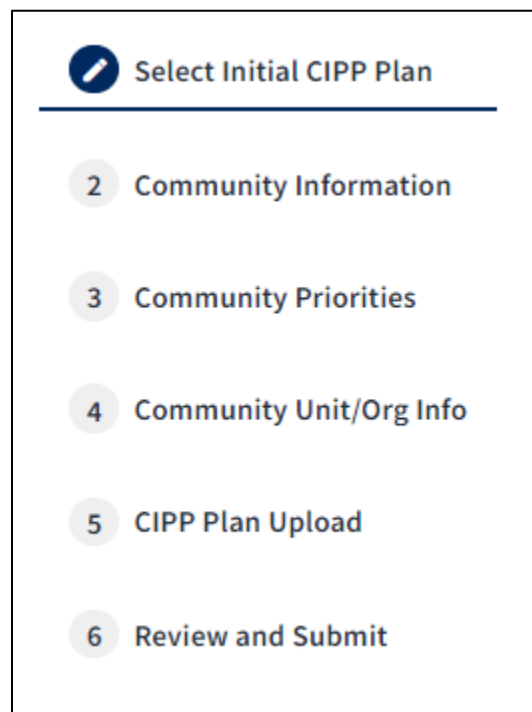 Select Initial CIPP Plan
2 Community Information
3 Community Priorities
4 Community Unit/Org Info
5 CIPP Plan Upload
6 Review and Submit